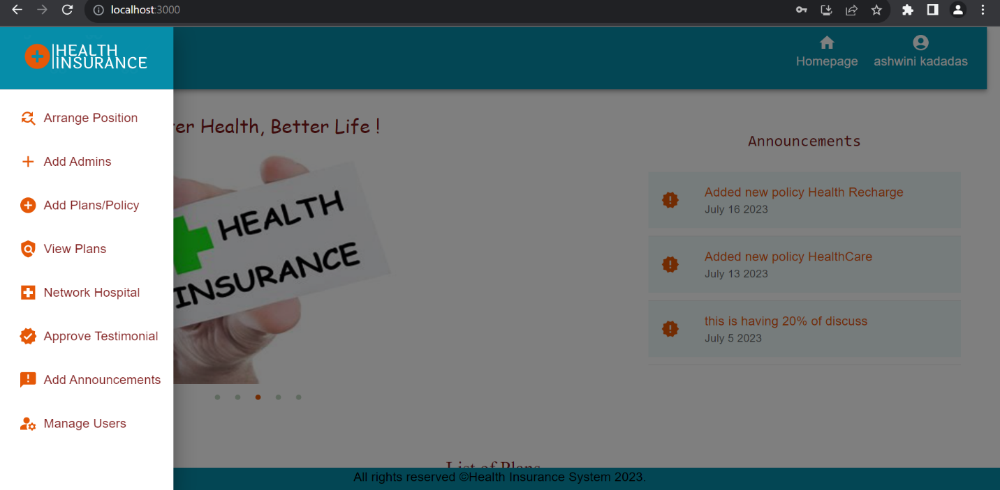 localhost:3000
HEALTH
INSURANCE
Homepage
ashwini kadadas
Arrange Position
Add Admins
Add Plans/Policy
View Plans
Network Hospital
Approve Testimonial
Add Announcements
Manage Users
er Health, Better Life !
HEALTH
INSURANCE
Announcements
Added new policy Health Recharge
July 16 2023
Added new policy HealthCare
July 13 2023
this is having 20% of discuss
July 5 2023
List of Plans
All rights reserved ©Health Insurance System 2023.